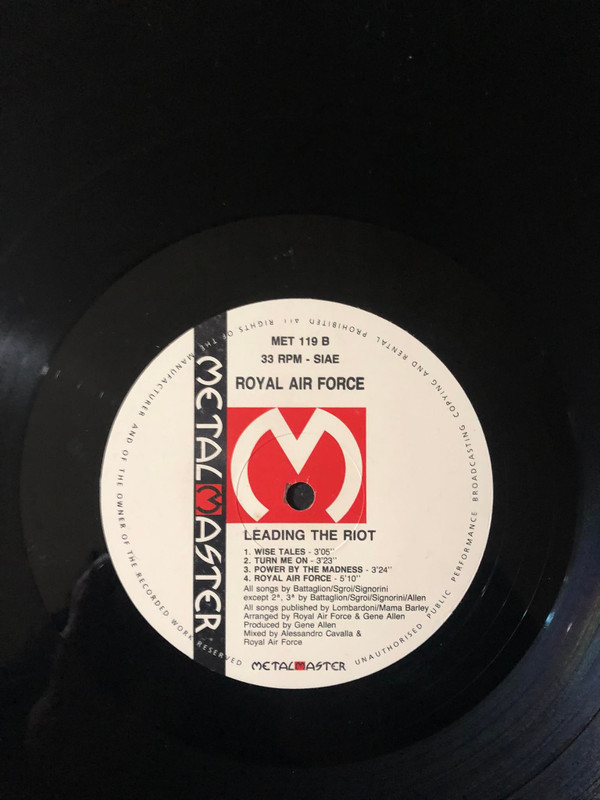 MET 119 B
33 RPM - SIAE
ROYAL AIR FORCE
METALMASTER
LEADING THE RIOT
1. WISE TALES - 3'05"
2. TURN ME ON - 3'23"
3. POWER BY THE MADNESS - 3'24"
4. ROYAL AIR FORCE - 5'10"
All songs by Battaglion/Sgroi/Signorini
except 2ª, 3ª by Battaglion/Sgroi/Signorini/Allen
All songs published by Lombardoni/Mama Barley
Arranged by Royal Air Force & Gene Allen
Produced by Gene Allen
Mixed by Alessandro Cavalla &
Royal Air Force
METALMASTER
ALL RIGHTS OF THE MANUFACTURER AND OF THE OWNER OF THE RECORDED WORK RESERVED UNAUTHORISED PUBLIC PERFORMANCE BROADCASTING COPYING AND RENTAL PROHIBITED